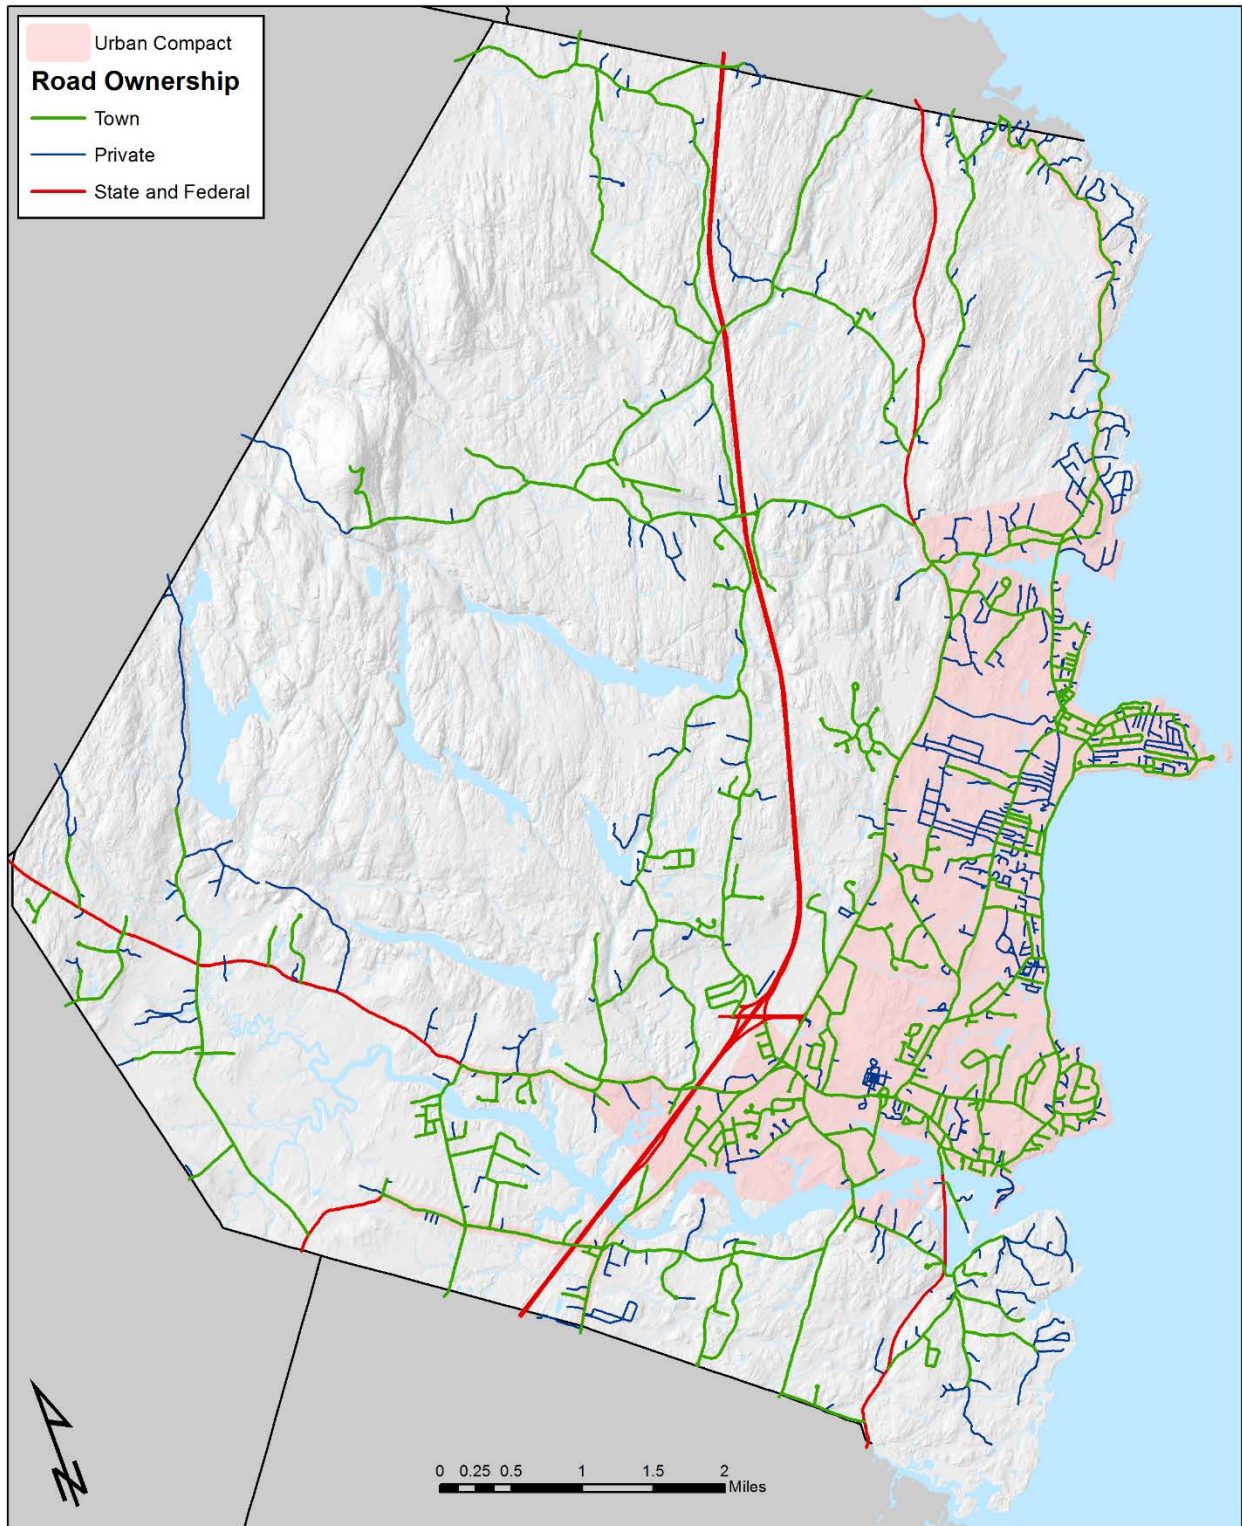 Urban Compact
Road Ownership
Town
Private
State and Federal
N
0 0.25 0.5 1 1.5 2
Miles